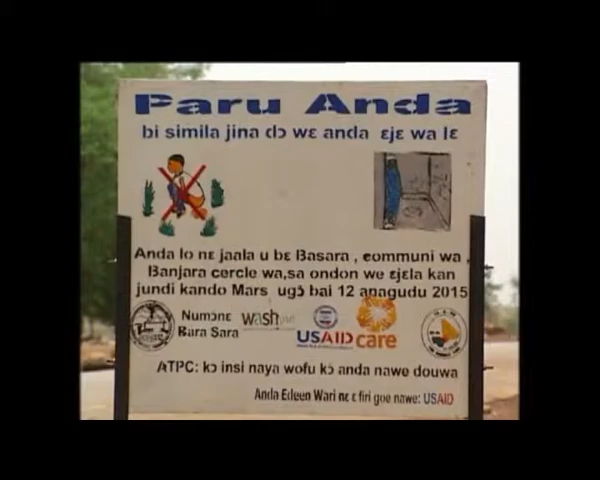 Paru Anda
bi simila jina dɔ wɛ anda ɛjɛ wa lɛ
Anda lo nɛ jaala u bɛ Basara , communi wa ,
Banjara cercle wa,sa ondon we ɛjɛla kan
jundi kando Mars ugɔ̃ bai 12 anagudu 2015
Numɔnɛ
Bara Sara
wash
USAID
care
ATPC: kɔ insi naya wofu kɔ anda nawe douwa
Anda Edeen Wari nɛ ɛ firi goe nawe: USAID